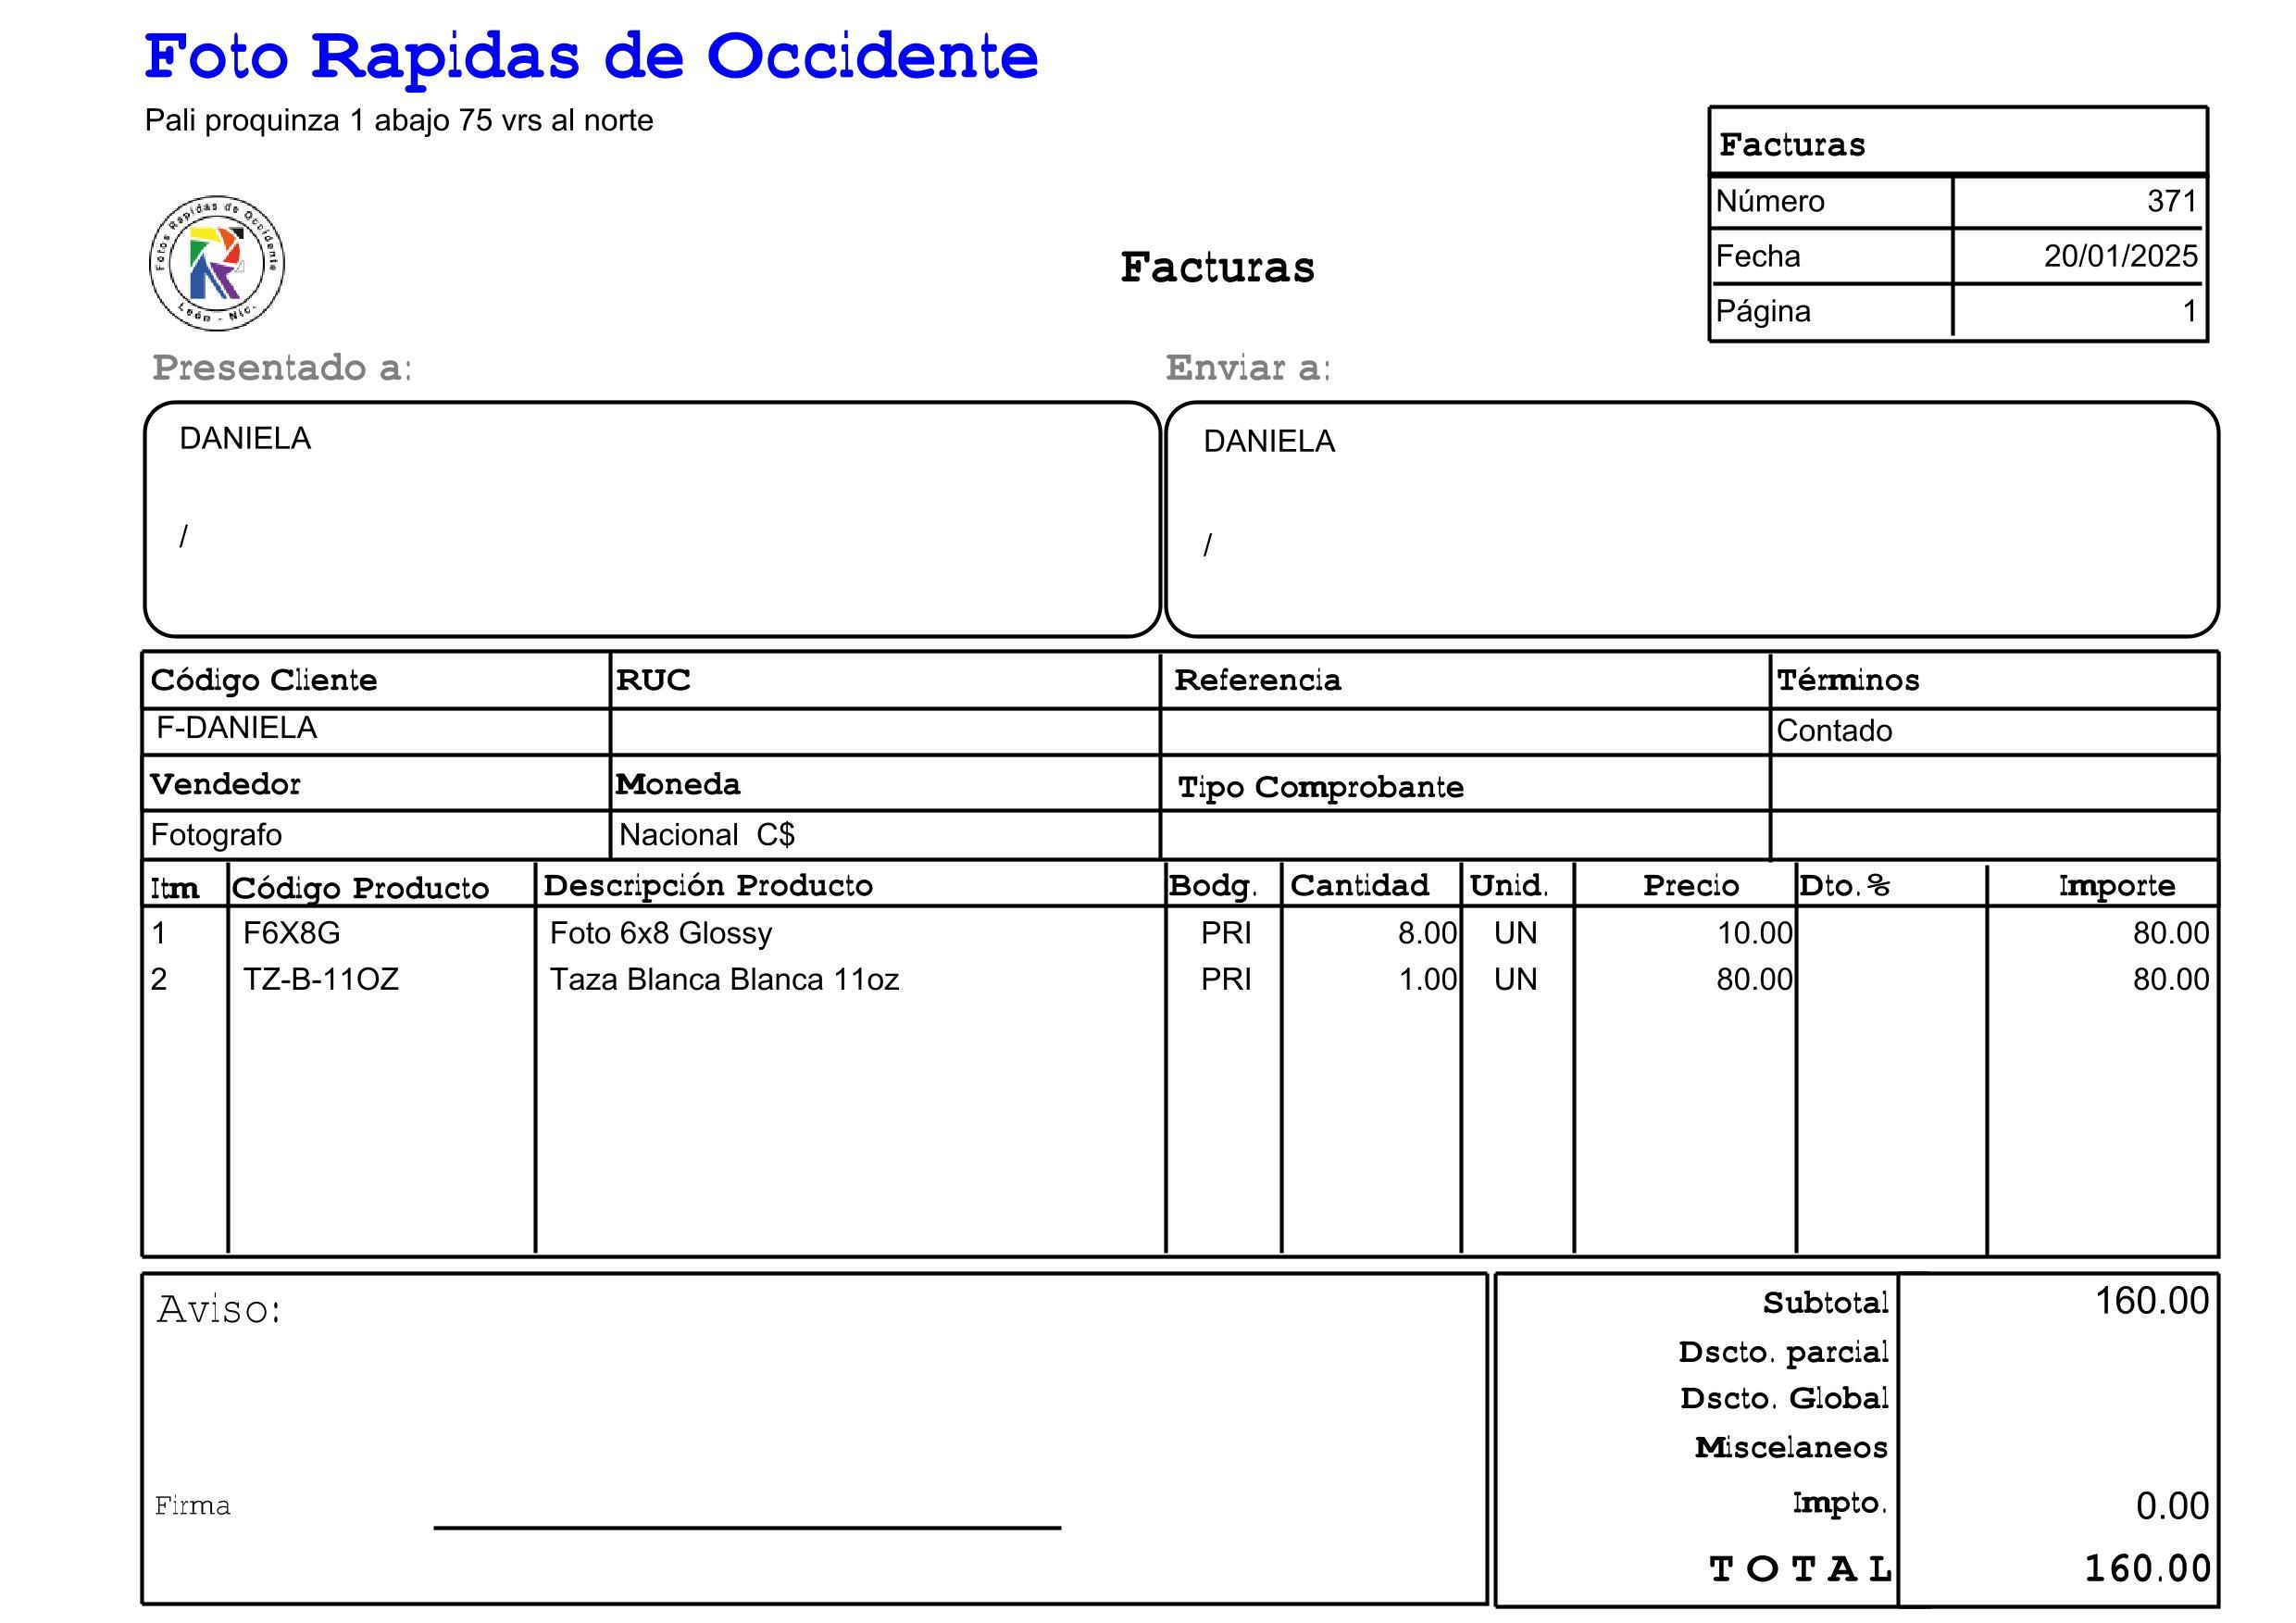 Foto Rapidas de Occidente
Pali proquinza 1 abajo 75 vrs al norte
Fotos Rapidas de Occidente
León - Nic.
Facturas
Facturas
Número 371
Fecha 20/01/2025
Página 1
Presentado a: Enviar a:
DANIELA DANIELA
/ /
Código Cliente RUC Referencia Términos
F-DANIELA Contado
Vendedor Moneda Tipo Comprobante
Fotografo Nacional C$
Itm Código Producto Descripción Producto Bodg. Cantidad Unid. Precio Dto.% Importe
1 F6X8G Foto 6x8 Glossy PRI 8.00 UN 10.00 80.00
2 TZ-B-11OZ Taza Blanca Blanca 11oz PRI 1.00 UN 80.00 80.00
Aviso:
Firma
Subtotal 160.00
Dscto. parcial
Dscto. Global
Miscelaneos
Impto. 0.00
TOTAL 160.00